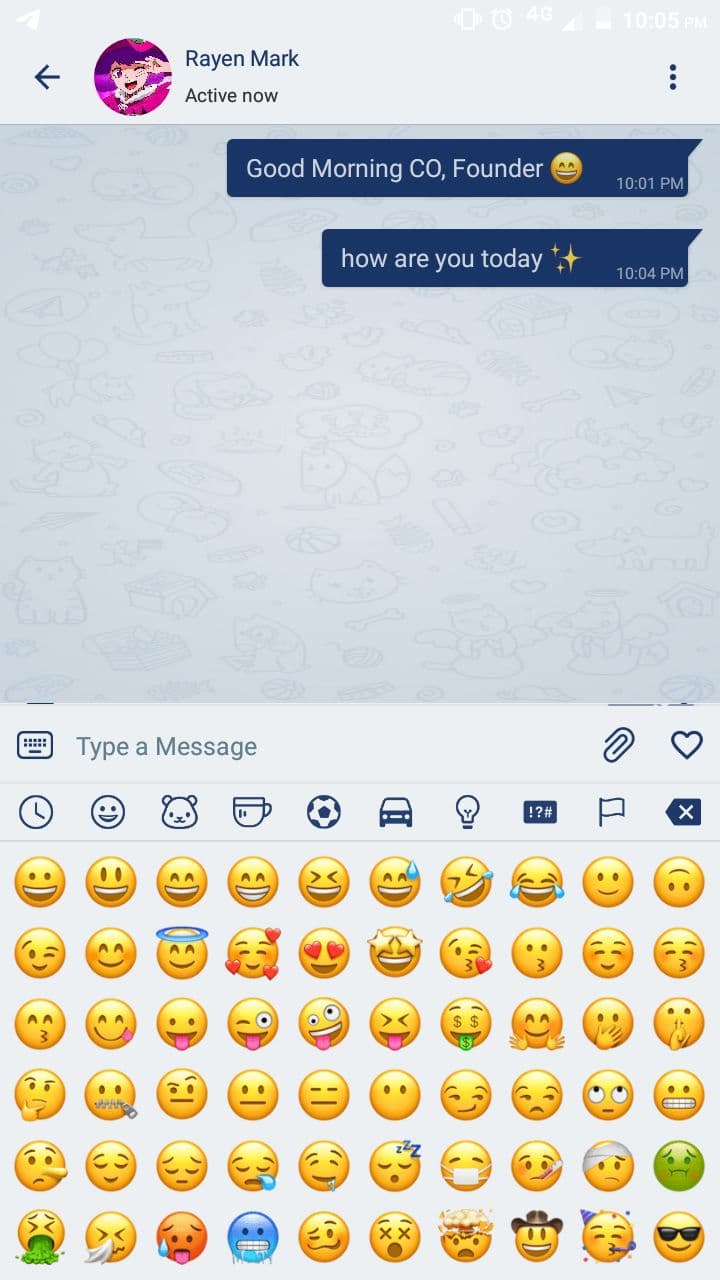 4G 10:05 PM
Rayen Mark
Active now
Good Morning CO, Founder 😄
10:01 PM
how are you today ✨
10:04 PM
Type a Message
!?#